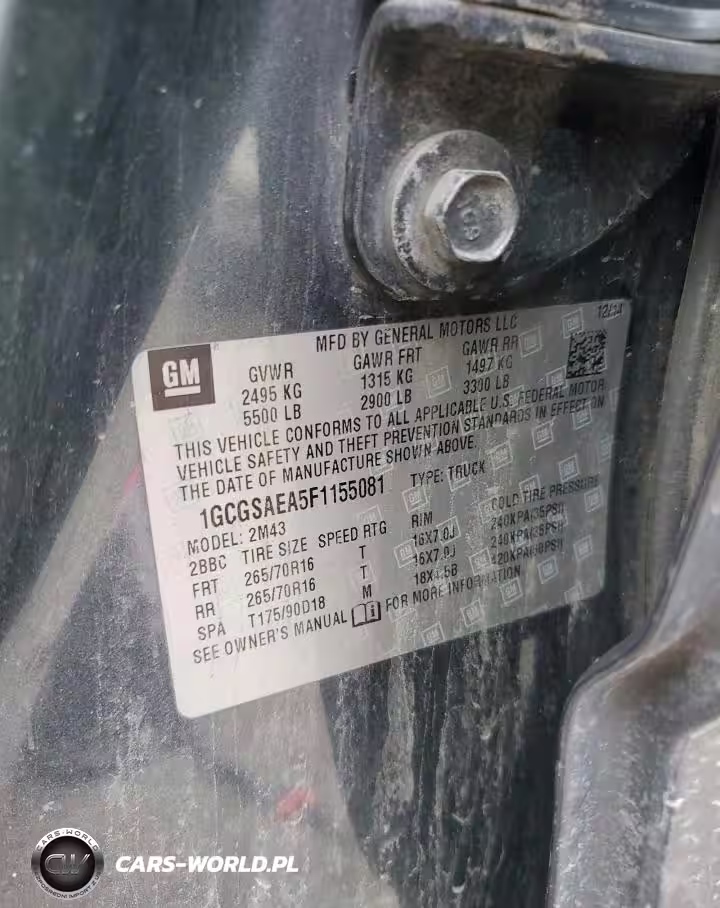 108
MFD BY GENERAL MOTORS LLC
12/14
GM
GVWR GAWR FRT GAWR RR
2495 KG 1315 KG 1497 KG
5500 LB 2900 LB 3300 LB
THIS VEHICLE CONFORMS TO ALL APPLICABLE U.S. FEDERAL MOTOR
VEHICLE SAFETY AND THEFT PREVENTION STANDARDS IN EFFECT ON
THE DATE OF MANUFACTURE SHOWN ABOVE.
1GCGSAEA5F1155081 TYPE: TRUCK
MODEL: 2M43
2BBC TIRE SIZE SPEED RTG RIM COLD TIRE PRESSURE
FRT 265/70R16 T 16X7.0J 240KPA(35PSI)
RR 265/70R16 T 16X7.0J 240KPA(35PSI)
SPA T175/90D18 M 18X4.5B 420KPA(60PSI)
SEE OWNER'S MANUAL FOR MORE INFORMATION
CARS-WORLD
CW
CARS-WORLD.PL